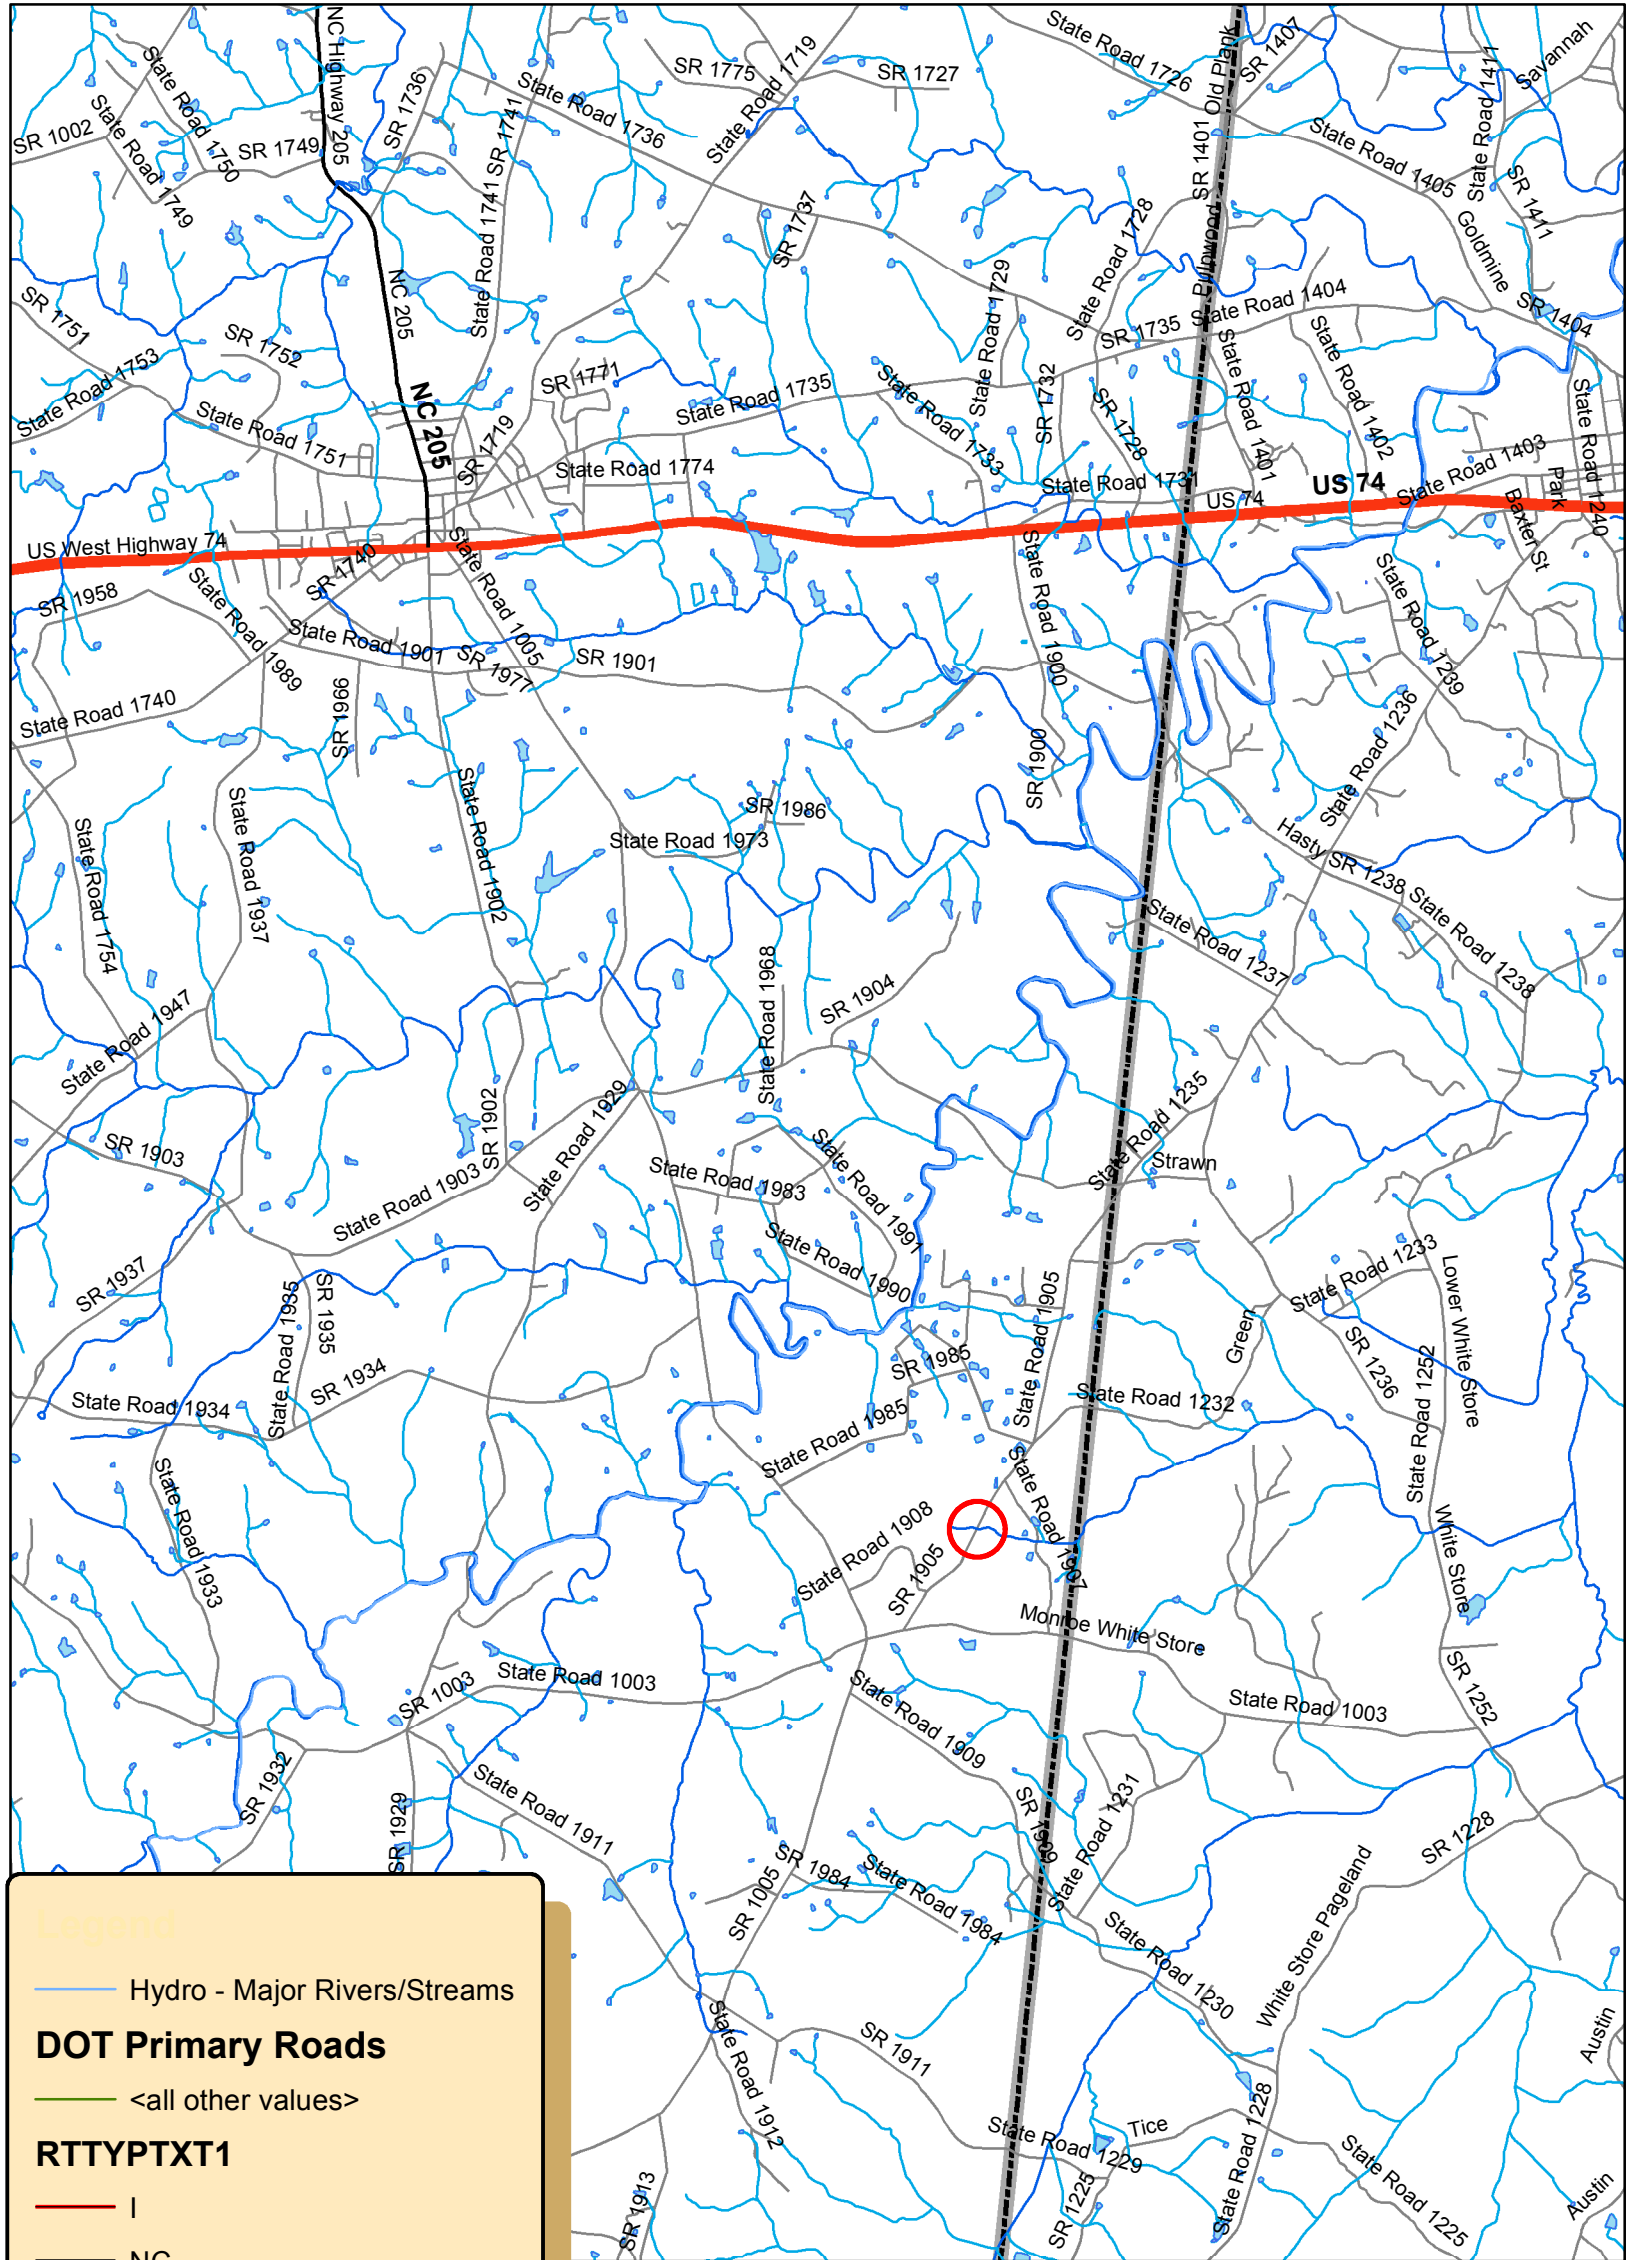 NC Highway 205
State Road 1750
SR 1736
State Road 1736
SR 1775
State Road 1719
SR 1727
State Road 1726
Old Plank
SR 1407
State Road 1411
Savannah
SR 1002
State Road 1749
SR 1749
SR 1741
State Road 1741
SR 1737
State Road 1728
SR 1401
Pulpwood
State Road 1405
SR 1411
Goldmine
SR 1404
SR 1751
NC 205
SR 1752
State Road 1753
NC 205
State Road 1751
SR 1719
SR 1771
State Road 1735
State Road 1774
State Road 1733
State Road 1729
SR 1732
SR 1735
State Road 1404
SR 1728
State Road 1401
State Road 1402
State Road 1731
US 74
US 74
State Road 1403
Park
State Road 1240
Baxter St
US West Highway 74
SR 1740
State Road 1005
SR 1958
State Road 1989
State Road 1901
SR 1977
SR 1901
State Road 1900
State Road 1239
State Road 1740
SR 1966
SR 1900
State Road 1236
State Road 1902
State Road 1937
State Road 1754
SR 1986
State Road 1973
Hasty
SR 1238
State Road 1238
State Road 1237
State Road 1968
SR 1904
State Road 1947
SR 1902
State Road 1929
State Road 1235
Strawn
SR 1903
State Road 1903
State Road 1983
State Road 1991
State Road 1990
SR 1937
State Road 1935
SR 1935
State Road 1905
State Road 1233
Lower White Store
Green
SR 1236
State Road 1252
SR 1934
State Road 1934
SR 1985
State Road 1985
State Road 1232
State Road 1933
State Road 1908
SR 1905
State Road 1907
White Store
Monroe White Store
SR 1003
State Road 1003
State Road 1909
State Road 1003
SR 1252
SR 1932
SR 1929
State Road 1911
SR 1909
State Road 1231
SR 1228
SR 1005
SR 1984
State Road 1984
State Road 1230
White Store Pageland
Austin
State Road 1912
SR 1911
State Road 1229
Tice
SR 1225
State Road 1228
State Road 1225
Austin
SR 1913
Legend
Hydro - Major Rivers/Streams
DOT Primary Roads
<all other values>
RTTYPTXT1
I
NC